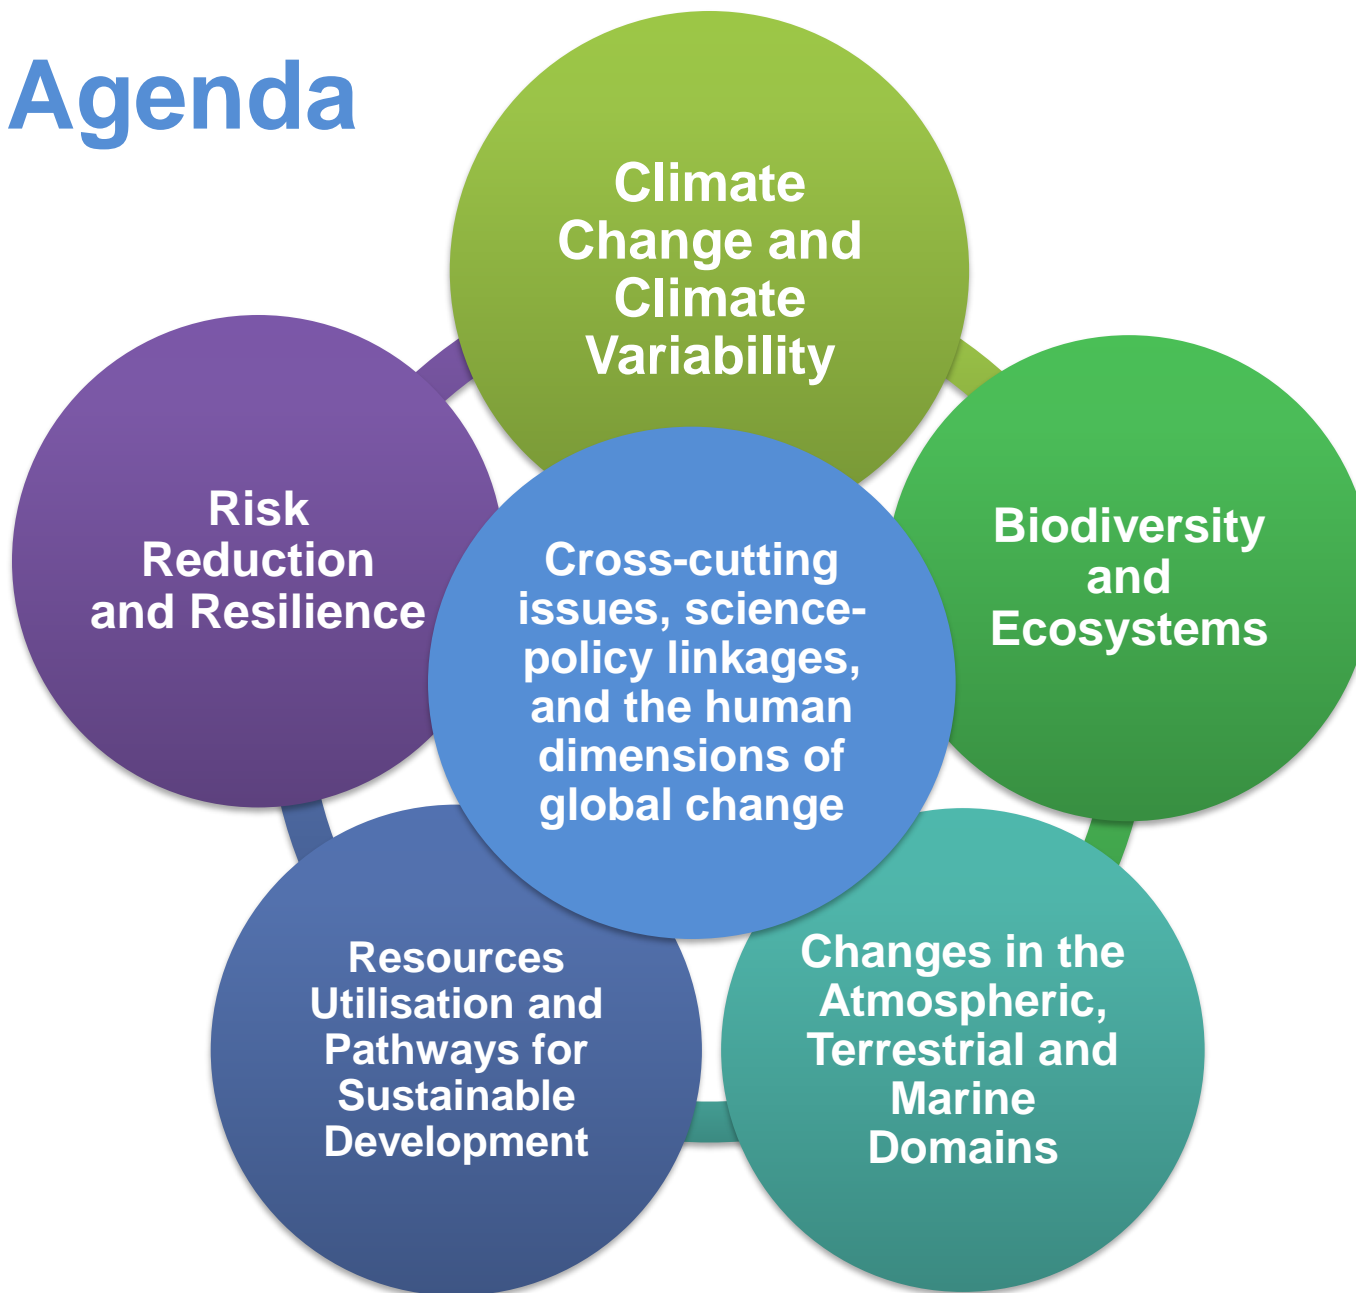 Agenda
Climate
Change and
Climate
Variability
Biodiversity
and
Ecosystems
Changes in the
Atmospheric,
Terrestrial and
Marine
Domains
Resources
Utilisation and
Pathways for
Sustainable
Development
Risk
Reduction
and Resilience
Cross-cutting
issues, science-
policy linkages,
and the human
dimensions of
global change